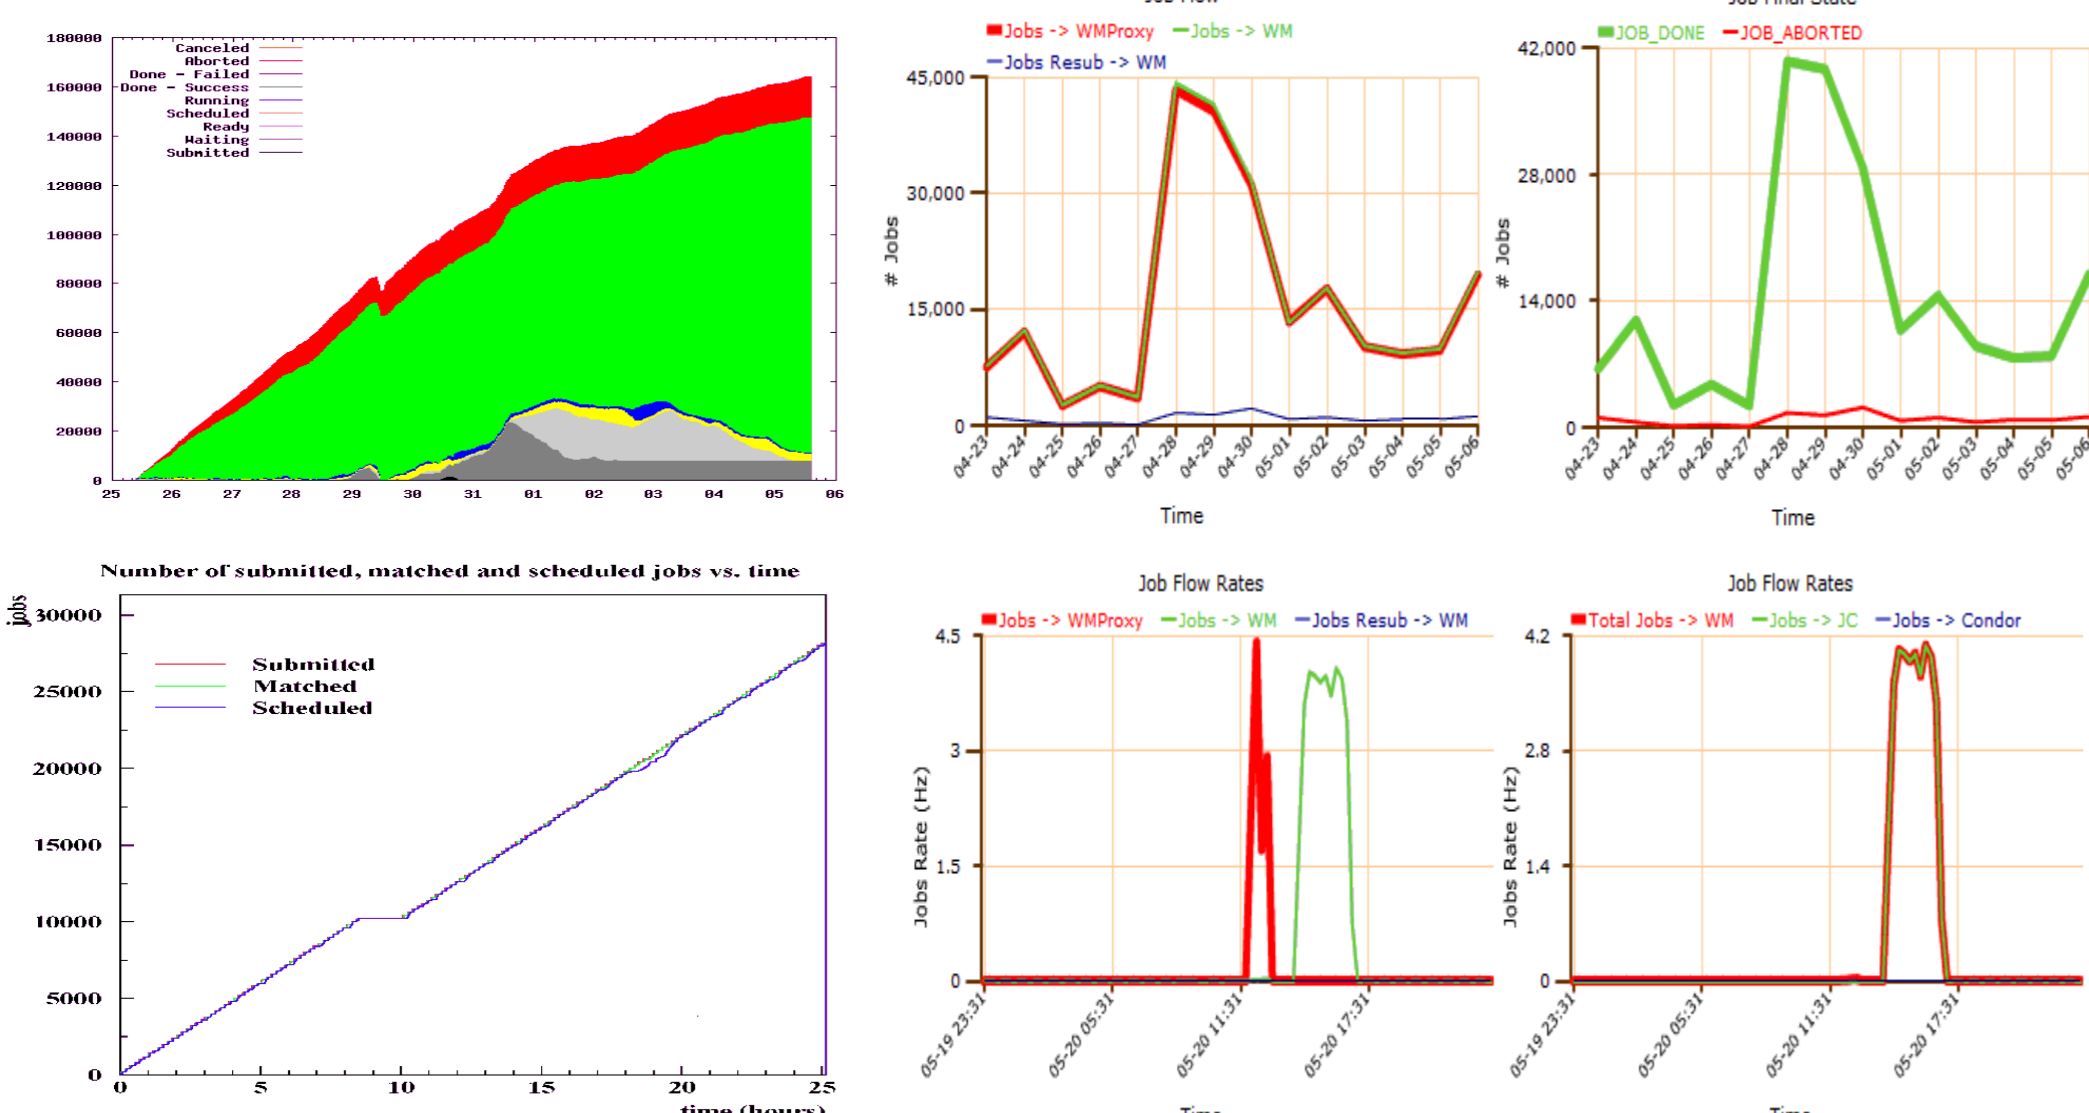 180000
160000
140000
120000
100000
80000
60000
40000
20000
0
Canceled
Aborted
Done - Failed
Done - Success
Running
Scheduled
Ready
Waiting
Submitted
25 26 27 28 29 30 31 01 02 03 04 05 06
Job Flow
Jobs -> WMProxy Jobs -> WM
Jobs Resub -> WM
45,000
30,000
15,000
0
# Jobs
04-23 04-24 04-25 04-26 04-27 04-28 04-29 04-30 05-01 05-02 05-03 05-04 05-05 05-06
Time
Job Final State
JOB_DONE JOB_ABORTED
42,000
28,000
14,000
0
# Jobs
04-23 04-24 04-25 04-26 04-27 04-28 04-29 04-30 05-01 05-02 05-03 05-04 05-05 05-06
Time
Number of submitted, matched and scheduled jobs vs. time
jobs
30000
25000
20000
15000
10000
5000
0
Submitted
Matched
Scheduled
0 5 10 15 20 25
time (hours)
Job Flow Rates
Jobs -> WMProxy Jobs -> WM Jobs Resub -> WM
4.5
3
1.5
0
Jobs Rate (Hz)
05-19 23:31 05-20 05:31 05-20 11:31 05-20 17:31
Time
Job Flow Rates
Total Jobs -> WM Jobs -> JC Jobs -> Condor
4.2
2.8
1.4
0
Jobs Rate (Hz)
05-19 23:31 05-20 05:31 05-20 11:31 05-20 17:31
Time